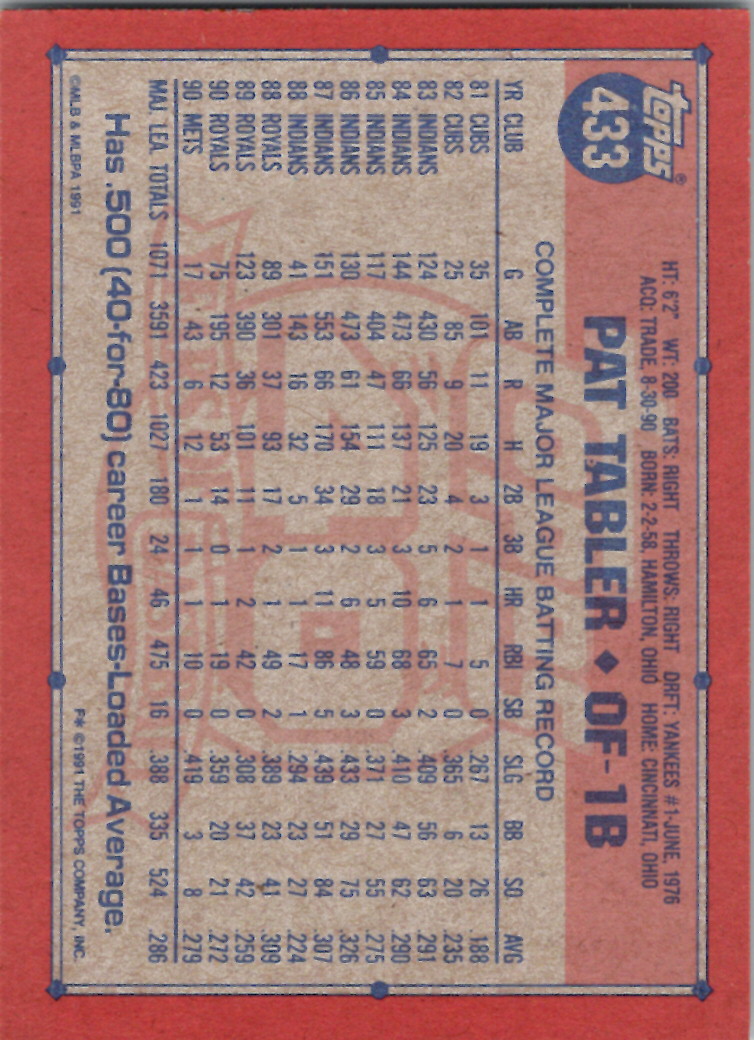 TOPPS®
433
HT: 6'2" WT: 200 BATS: RIGHT THROWS: RIGHT DRFT: YANKEES #1-JUNE, 1976
ACQ: TRADE, 8-30-90 BORN: 2-2-58, HAMILTON, OHIO HOME: CINCINNATI, OHIO
PAT TABLER ♦ OF-1B
COMPLETE MAJOR LEAGUE BATTING RECORD
YR CLUB G AB R H 2B 3B HR RBI SB SLG BB SO AVG
81 CUBS 35 101 11 19 3 1 1 5 0 .267 13 26 .188
82 CUBS 25 85 9 20 4 2 1 7 0 .365 6 20 .235
83 INDIANS 124 430 56 125 23 5 6 65 2 .409 56 63 .291
84 INDIANS 144 473 66 137 21 3 10 68 3 .410 47 62 .290
85 INDIANS 117 404 47 111 18 3 5 59 0 .371 27 55 .275
86 INDIANS 130 473 61 154 29 2 6 48 3 .433 29 75 .326
87 INDIANS 151 553 66 170 34 3 11 86 5 .439 51 84 .307
88 INDIANS 41 143 16 32 5 1 1 17 1 .294 23 27 .224
88 ROYALS 89 301 37 93 17 2 1 49 2 .389 23 41 .309
89 ROYALS 123 390 36 101 11 1 2 42 0 .308 37 42 .259
90 ROYALS 75 195 12 53 14 0 1 19 0 .359 20 21 .272
90 METS 17 43 6 12 1 1 1 10 0 .419 3 8 .279
MAJ. LEA. TOTALS 1071 3591 423 1027 180 24 46 475 16 .388 335 524 .286
Has .500 (40-for-80) career Bases-Loaded Average.
©MLB & MLBPA 1991
F* ©1991 THE TOPPS COMPANY, INC.